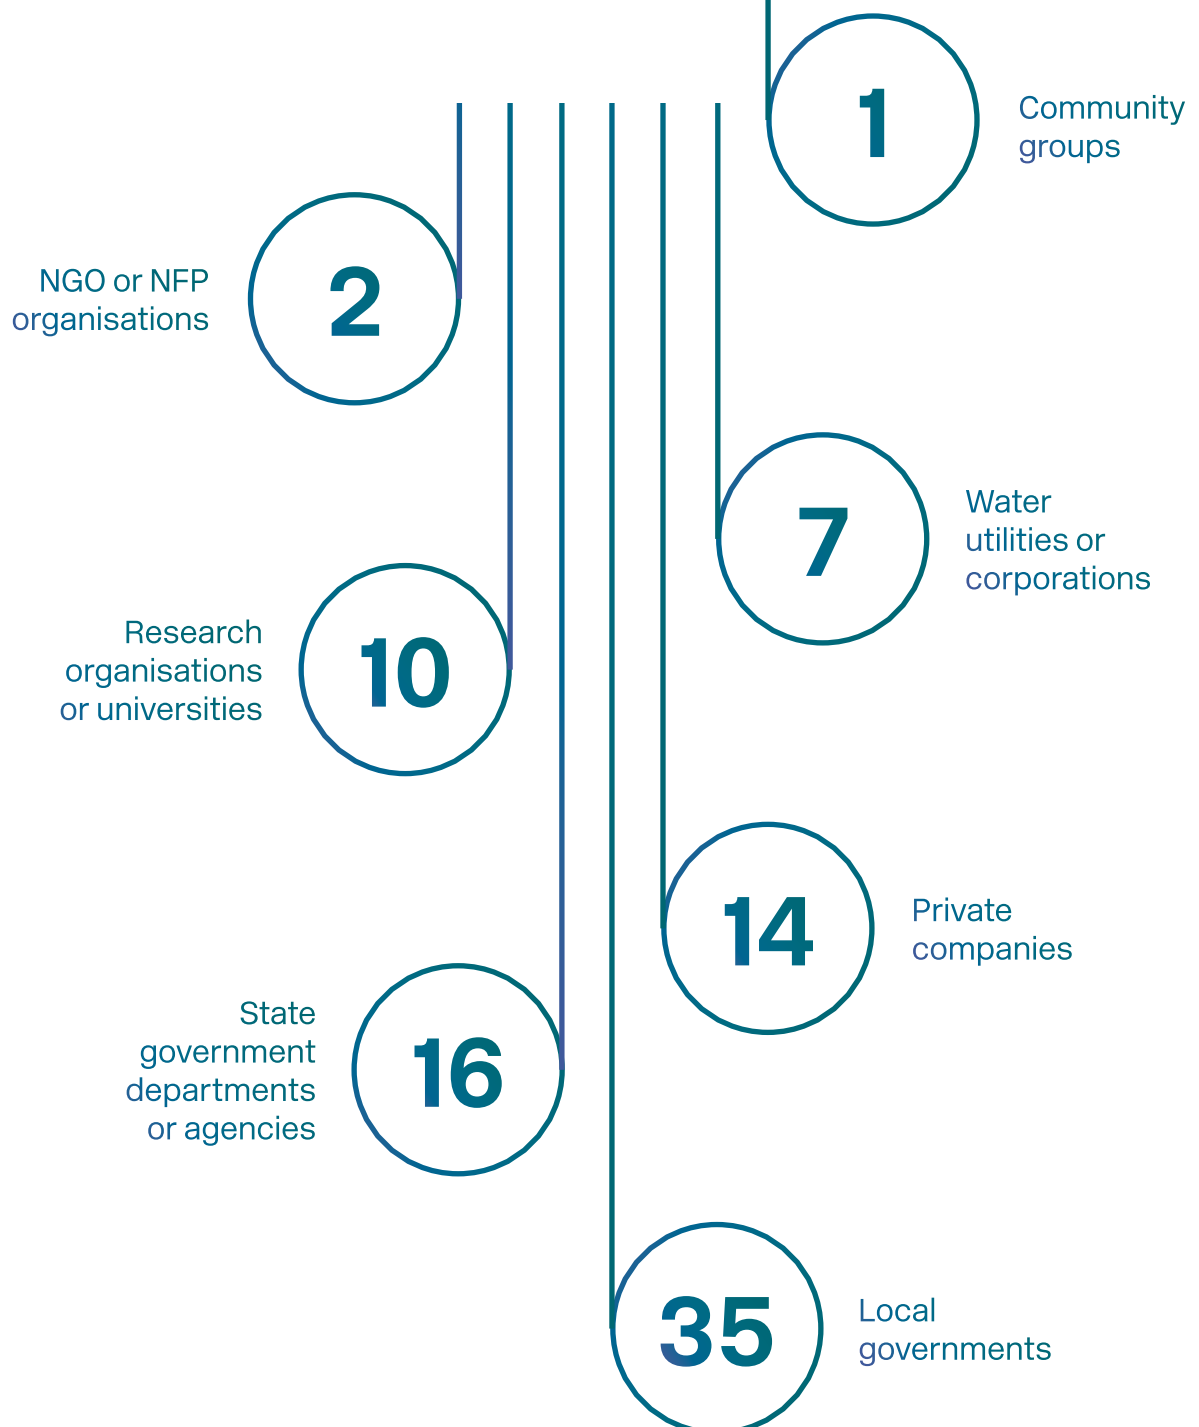 1
Community
groups
NGO or NFP
organisations
2
7
Water
utilities or
corporations
Research
organisations
or universities
10
14
Private
companies
State
government
departments
or agencies
16
35
Local
governments